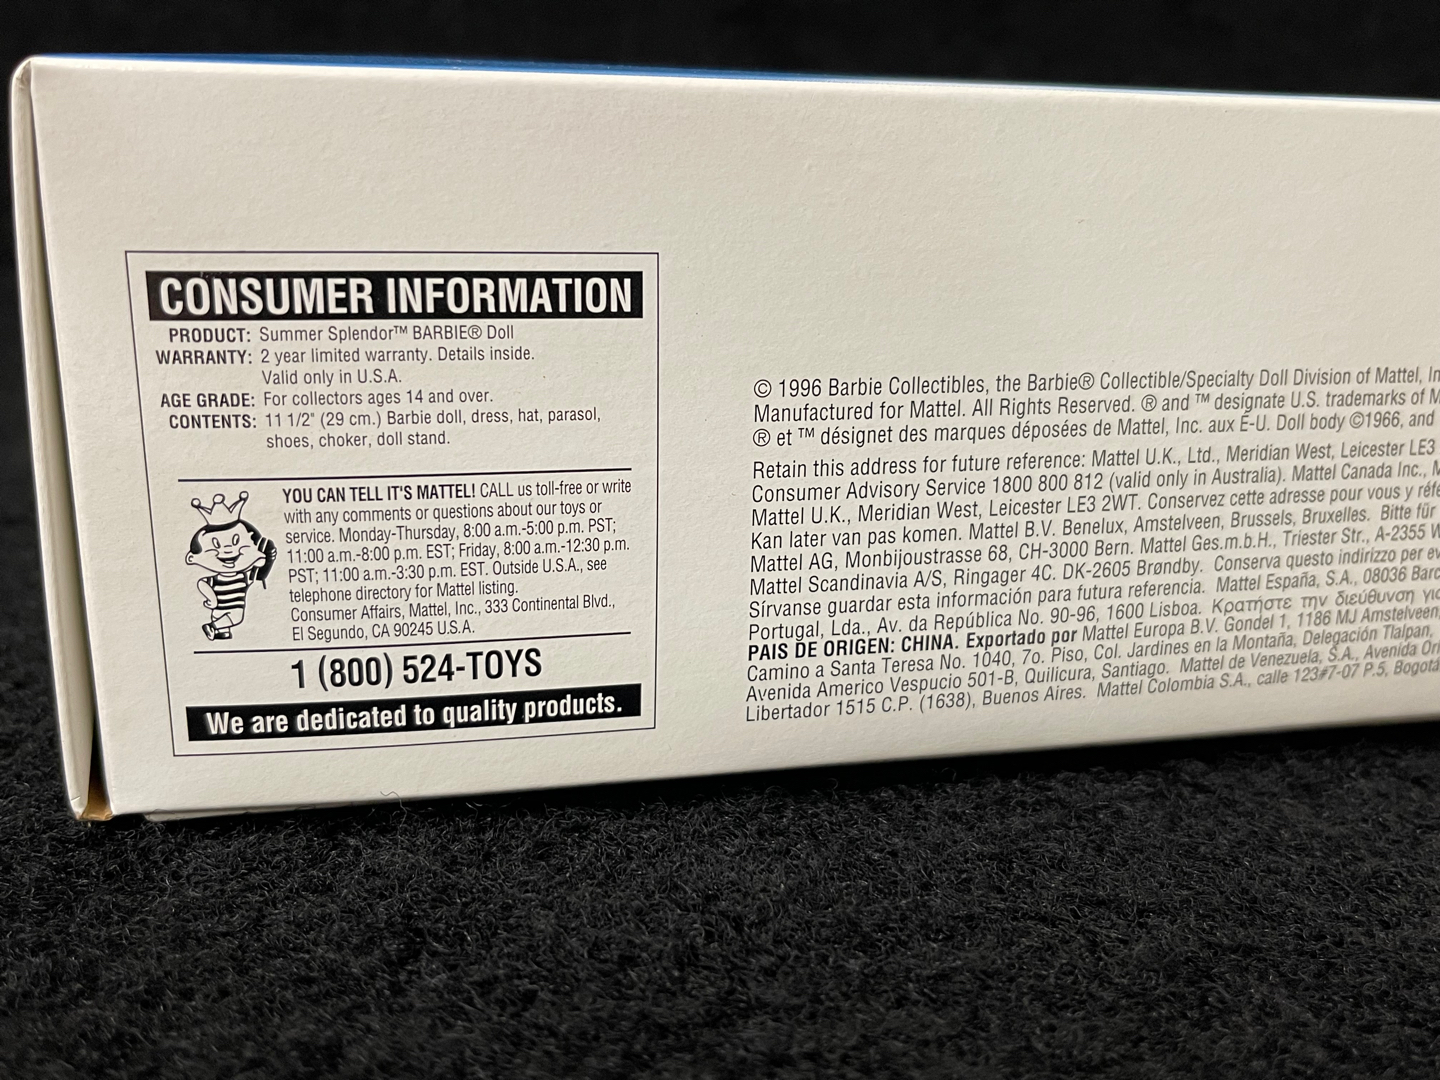 CONSUMER INFORMATION
PRODUCT: Summer Splendor™ BARBIE® Doll
WARRANTY: 2 year limited warranty. Details inside.
Valid only in U.S.A.
AGE GRADE: For collectors ages 14 and over.
CONTENTS: 11 1/2" (29 cm.) Barbie doll, dress, hat, parasol,
shoes, choker, doll stand.
YOU CAN TELL IT'S MATTEL! CALL us toll-free or write
with any comments or questions about our toys or
service. Monday-Thursday, 8:00 a.m.-5:00 p.m. PST;
11:00 a.m.-8:00 p.m. EST; Friday, 8:00 a.m.-12:30 p.m.
PST; 11:00 a.m.-3:30 p.m. EST. Outside U.S.A., see
telephone directory for Mattel listing.
Consumer Affairs, Mattel, Inc., 333 Continental Blvd.,
El Segundo, CA 90245 U.S.A.
1 (800) 524-TOYS
We are dedicated to quality products.
© 1996 Barbie Collectibles, the Barbie® Collectible/Specialty Doll Division of Mattel,
Manufactured for Mattel. All Rights Reserved. ® and ™ designate U.S. trademarks of
® et ™ désignet des marques déposées de Mattel, Inc. aux E-U. Doll body ©1966, and
Retain this address for future reference: Mattel U.K., Ltd., Meridian West, Leicester LE3
Consumer Advisory Service 1800 800 812 (valid only in Australia). Mattel Canada Inc.,
Mattel U.K., Meridian West, Leicester LE3 2WT. Conservez cette adresse pour vous y
Kan later van pas komen. Mattel B.V. Benelux, Amstelveen, Brussels, Bruxelles. Bitte für
Mattel AG, Monbijoustrasse 68, CH-3000 Bern. Mattel Ges.m.b.H., Triester Str., A-2355
Mattel Scandinavia A/S, Ringager 4C. DK-2605 Brøndby. Conserva questo indirizzo per
Sírvanse guardar esta información para futura referencia. Mattel España, S.A., 08036
Portugal, Lda., Av. da República No. 90-96, 1600 Lisboa. Κρατήστε την διεύθυνση
PAIS DE ORIGEN: CHINA. Exportado por Mattel Europa B.V. Gondel 1, 1186 MJ Amstelveen,
Camino a Santa Teresa No. 1040, 7o. Piso, Col. Jardines en la Montaña, Delegación Tlalpan,
Avenida Americo Vespucio 501-B, Quilicura, Santiago. Mattel de Venezuela, S.A., Avenida
Libertador 1515 C.P. (1638), Buenos Aires. Mattel Colombia S.A., calle 123#7-07 P.5, Bogotá